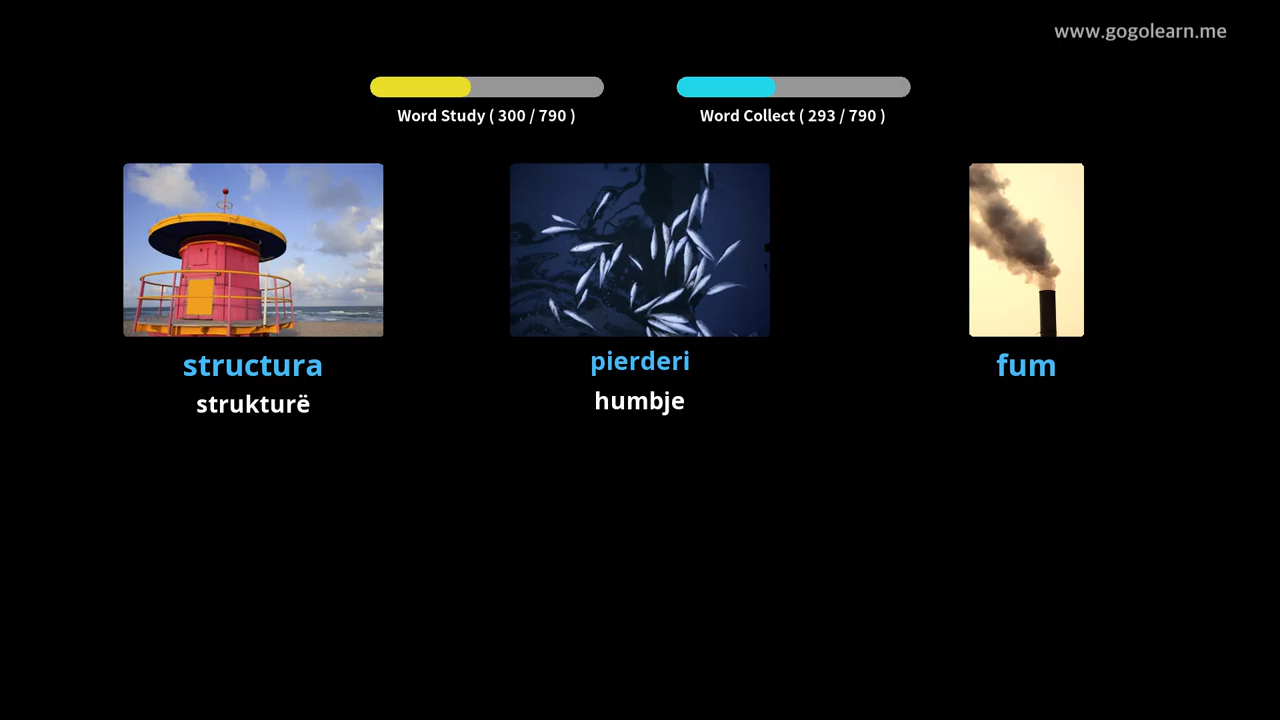 www.gogolearn.me
Word Study ( 300 / 790 )
Word Collect ( 293 / 790 )
structura
strukturë
pierderi
humbje
fum